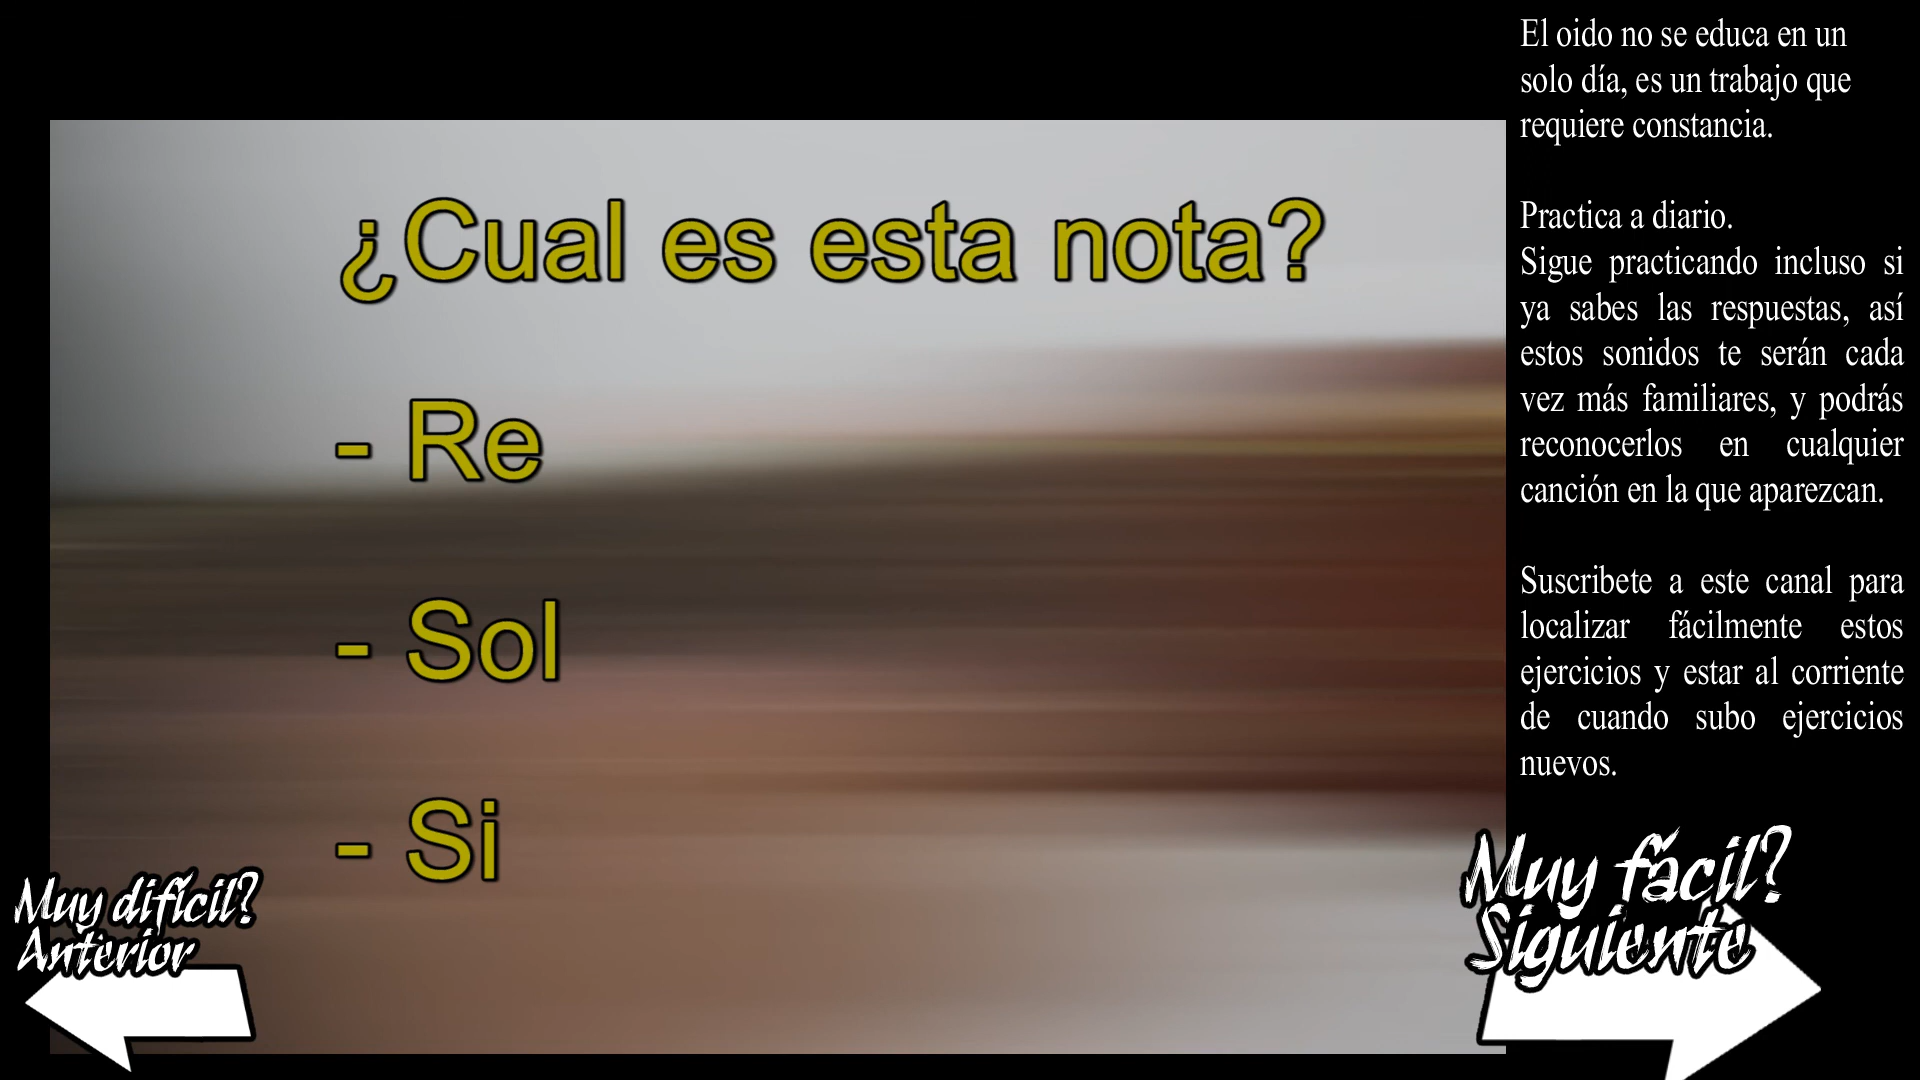 ¿Cual es esta nota?
- Re
- Sol
- Si
El oido no se educa en un
solo día, es un trabajo que
requiere constancia.
Practica a diario.
Sigue practicando incluso si
ya sabes las respuestas, así
estos sonidos te serán cada
vez más familiares, y podrás
reconocerlos en cualquier
canción en la que aparezcan.
Suscribete a este canal para
localizar fácilmente estos
ejercicios y estar al corriente
de cuando subo ejercicios
nuevos.
Muy difícil?
Anterior
Muy fácil?
Siguiente